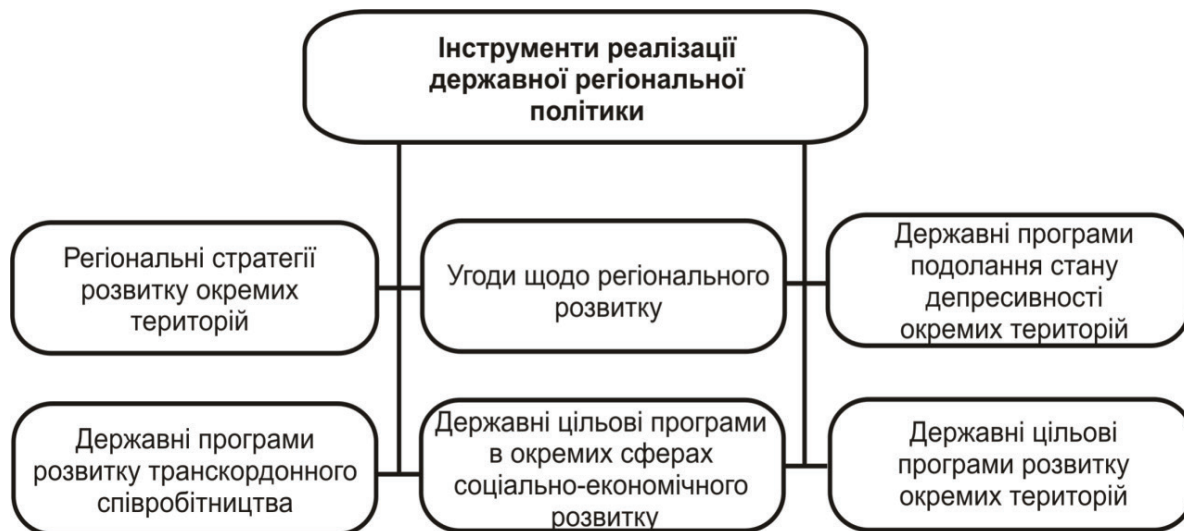 Інструменти реалізації
державної регіональної
політики
Регіональні стратегії
розвитку окремих
територій
Угоди щодо регіонального
розвитку
Державні програми
подолання стану
депресивності
окремих територій
Державні програми
розвитку транскордонного
співробітництва
Державні цільові програми
в окремих сферах
соціально-економічного
розвитку
Державні цільові
програми розвитку
окремих територій